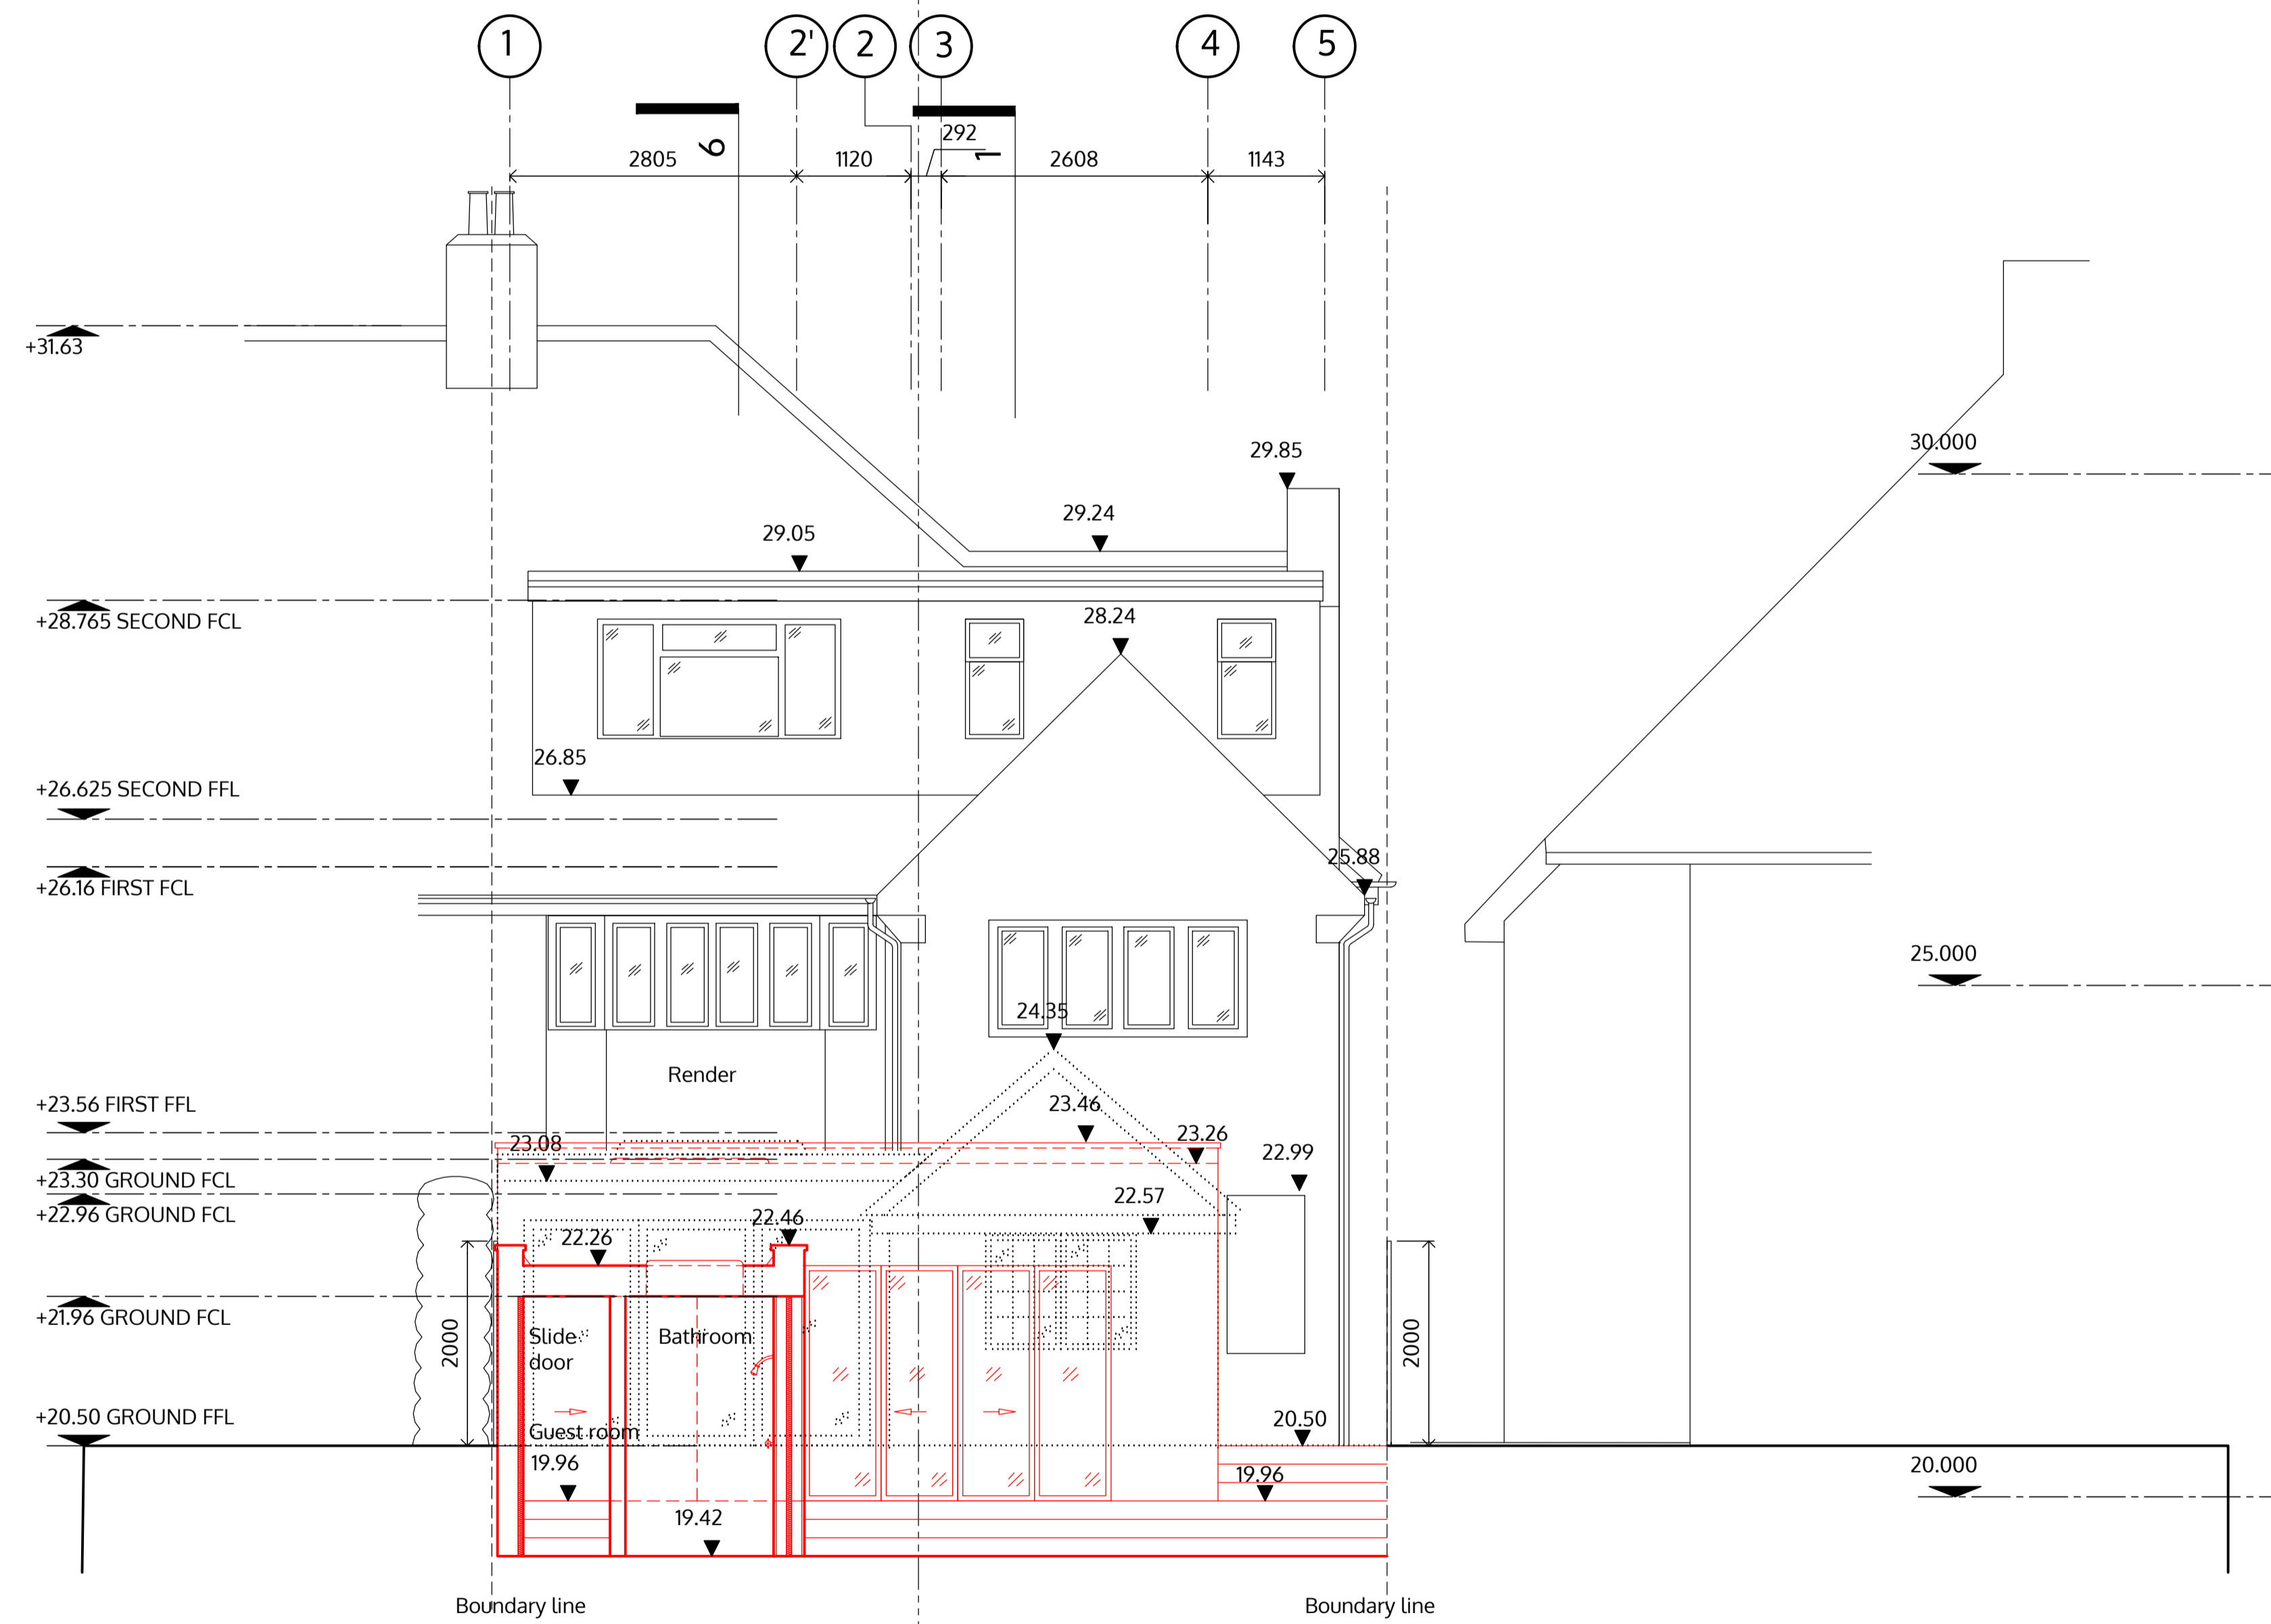 1
2'
2
3
4
5
6
1
292
2805
1120
2608
1143
+31.63
30.000
29.85
29.24
29.05
+28.765 SECOND FCL
28.24
26.85
+26.625 SECOND FFL
25.88
+26.16 FIRST FCL
25.000
24.35
Render
+23.56 FIRST FFL
23.46
23.08
23.26
22.99
+23.30 GROUND FCL
22.57
+22.96 GROUND FCL
22.46
22.26
+21.96 GROUND FCL
2000
Slide
door
Bathroom
2000
+20.50 GROUND FFL
Guest room
20.50
19.96
19.96
20.000
19.42
Boundary line
Boundary line